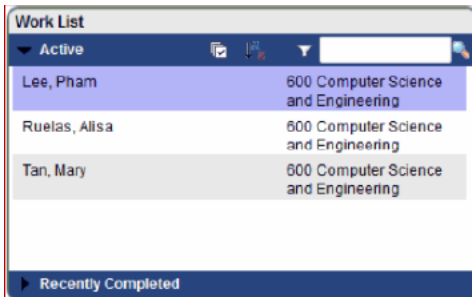 Work List
Active
Lee, Pham 600 Computer Science
and Engineering
Ruelas, Alisa 600 Computer Science
and Engineering
Tan, Mary 600 Computer Science
and Engineering
Recently Completed